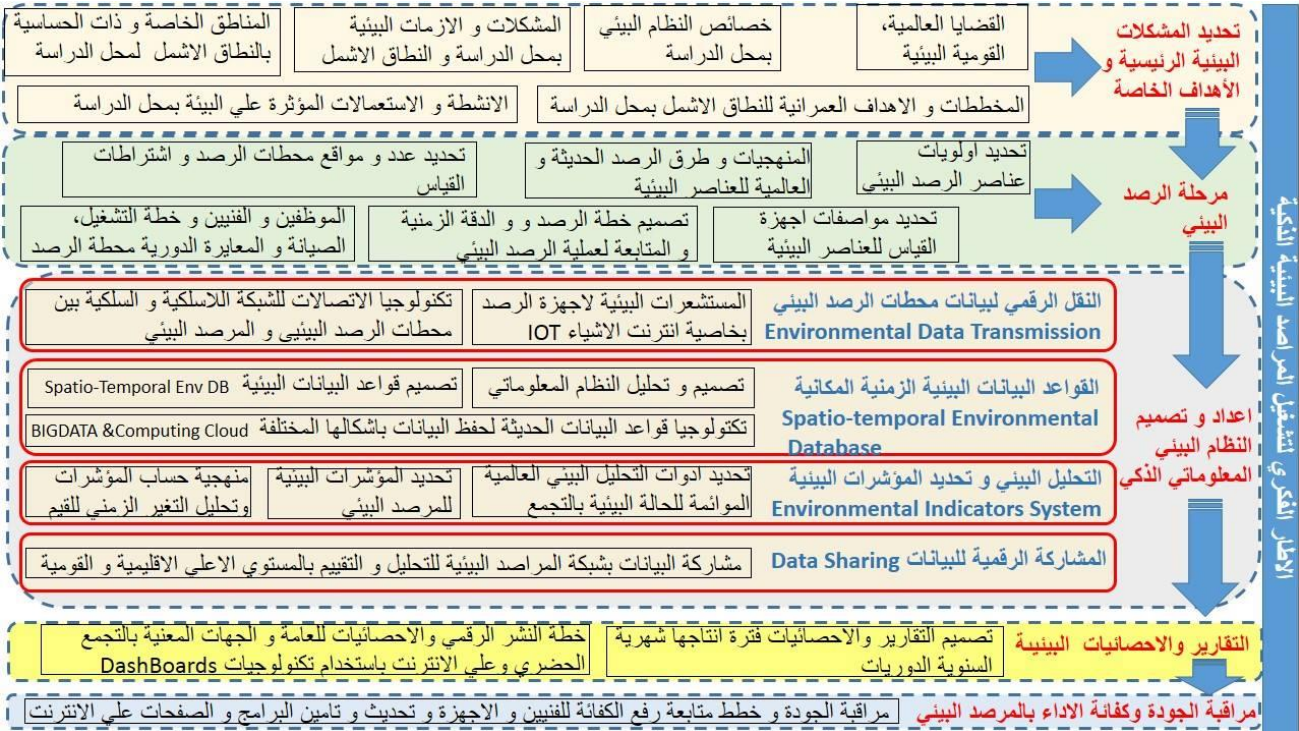 الاطار الفكري لتشغيل المراصد البيئية الذكية
تحديد المشكلات
البيئية الرئيسية و
الأهداف الخاصة
القضايا العالمية،
القومية البيئية
خصائص النظام البيئي
بمحل الدراسة
المشكلات و الازمات البيئية
بمحل الدراسة و النطاق الاشمل
المناطق الخاصة و ذات الحساسية
بالنطاق الاشمل لمحل الدراسة
المخططات و الاهداف العمرانية للنطاق الاشمل بمحل الدراسة
الانشطة و الاستعمالات المؤثرة علي البيئة بمحل الدراسة
مرحلة الرصد
البيئي
تحديد اولويات
عناصر الرصد البيئي
المنهجيات و طرق الرصد الحديثة و
العالمية للعناصر البيئية
تحديد عدد و مواقع محطات الرصد و اشتراطات
القياس
تحديد مواصفات اجهزة
القياس للعناصر البيئية
تصميم خطة الرصد و و الدقة الزمنية
و المتابعة لعملية الرصد البيئي
الموظفين و الفنيين و خطة التشغيل،
الصيانة و المعايرة الدورية محطة الرصد
اعداد و تصميم
النظام البيئي
المعلوماتي الذكي
النقل الرقمي لبيانات محطات الرصد البيئي
Environmental Data Transmission
المستشعرات البيئية لاجهزة الرصد
بخاصية انترنت الاشياء IOT
تكنولوجيا الاتصالات للشبكة اللاسلكية و السلكية بين
محطات الرصد البيئيي و المرصد البيئي
القواعد البيانات البيئية الزمنية المكانية
Spatio-temporal Environmental
Database
تصميم و تحليل النظام المعلوماتي
تصميم قواعد البيانات البيئية Spatio-Temporal Env DB
تكتولوجيا قواعد البيانات الحديثة لحفظ البيانات باشكالها المختلفة BIGDATA &Computing Cloud
التحليل البيئي و تحديد المؤشرات البيئية
Environmental Indicators System
تحديد ادوات التحليل البيئي العالمية
الموائمة للحالة البيئية بالتجمع
تحديد المؤشرات البيئية
للمرصد البيئي
منهجية حساب المؤشرات
وتحليل التغير الزمني للقيم
المشاركة الرقمية للبيانات Data Sharing
مشاركة البيانات بشبكة المراصد البيئية للتحليل و التقييم بالمستوي الاعلي الاقليمية و القومية
التقارير والاحصائيات البيئيية
تصميم التقارير والاحصائيات فترة انتاجها شهرية
السنوية الدوريات
خطة النشر الرقمي والاحصائيات للعامة و الجهات المعنية بالتجمع
الحضري وعلي الانترنت باستخدام تكنولوجيات DashBoards
مراقبة الجودة وكفائة الاداء بالمرصد البيئي
مراقبة الجودة و خطط متابعة رفع الكفائة للفنيين و الاجهزة و تحديث و تامين البرامج و الصفحات علي الانترنت